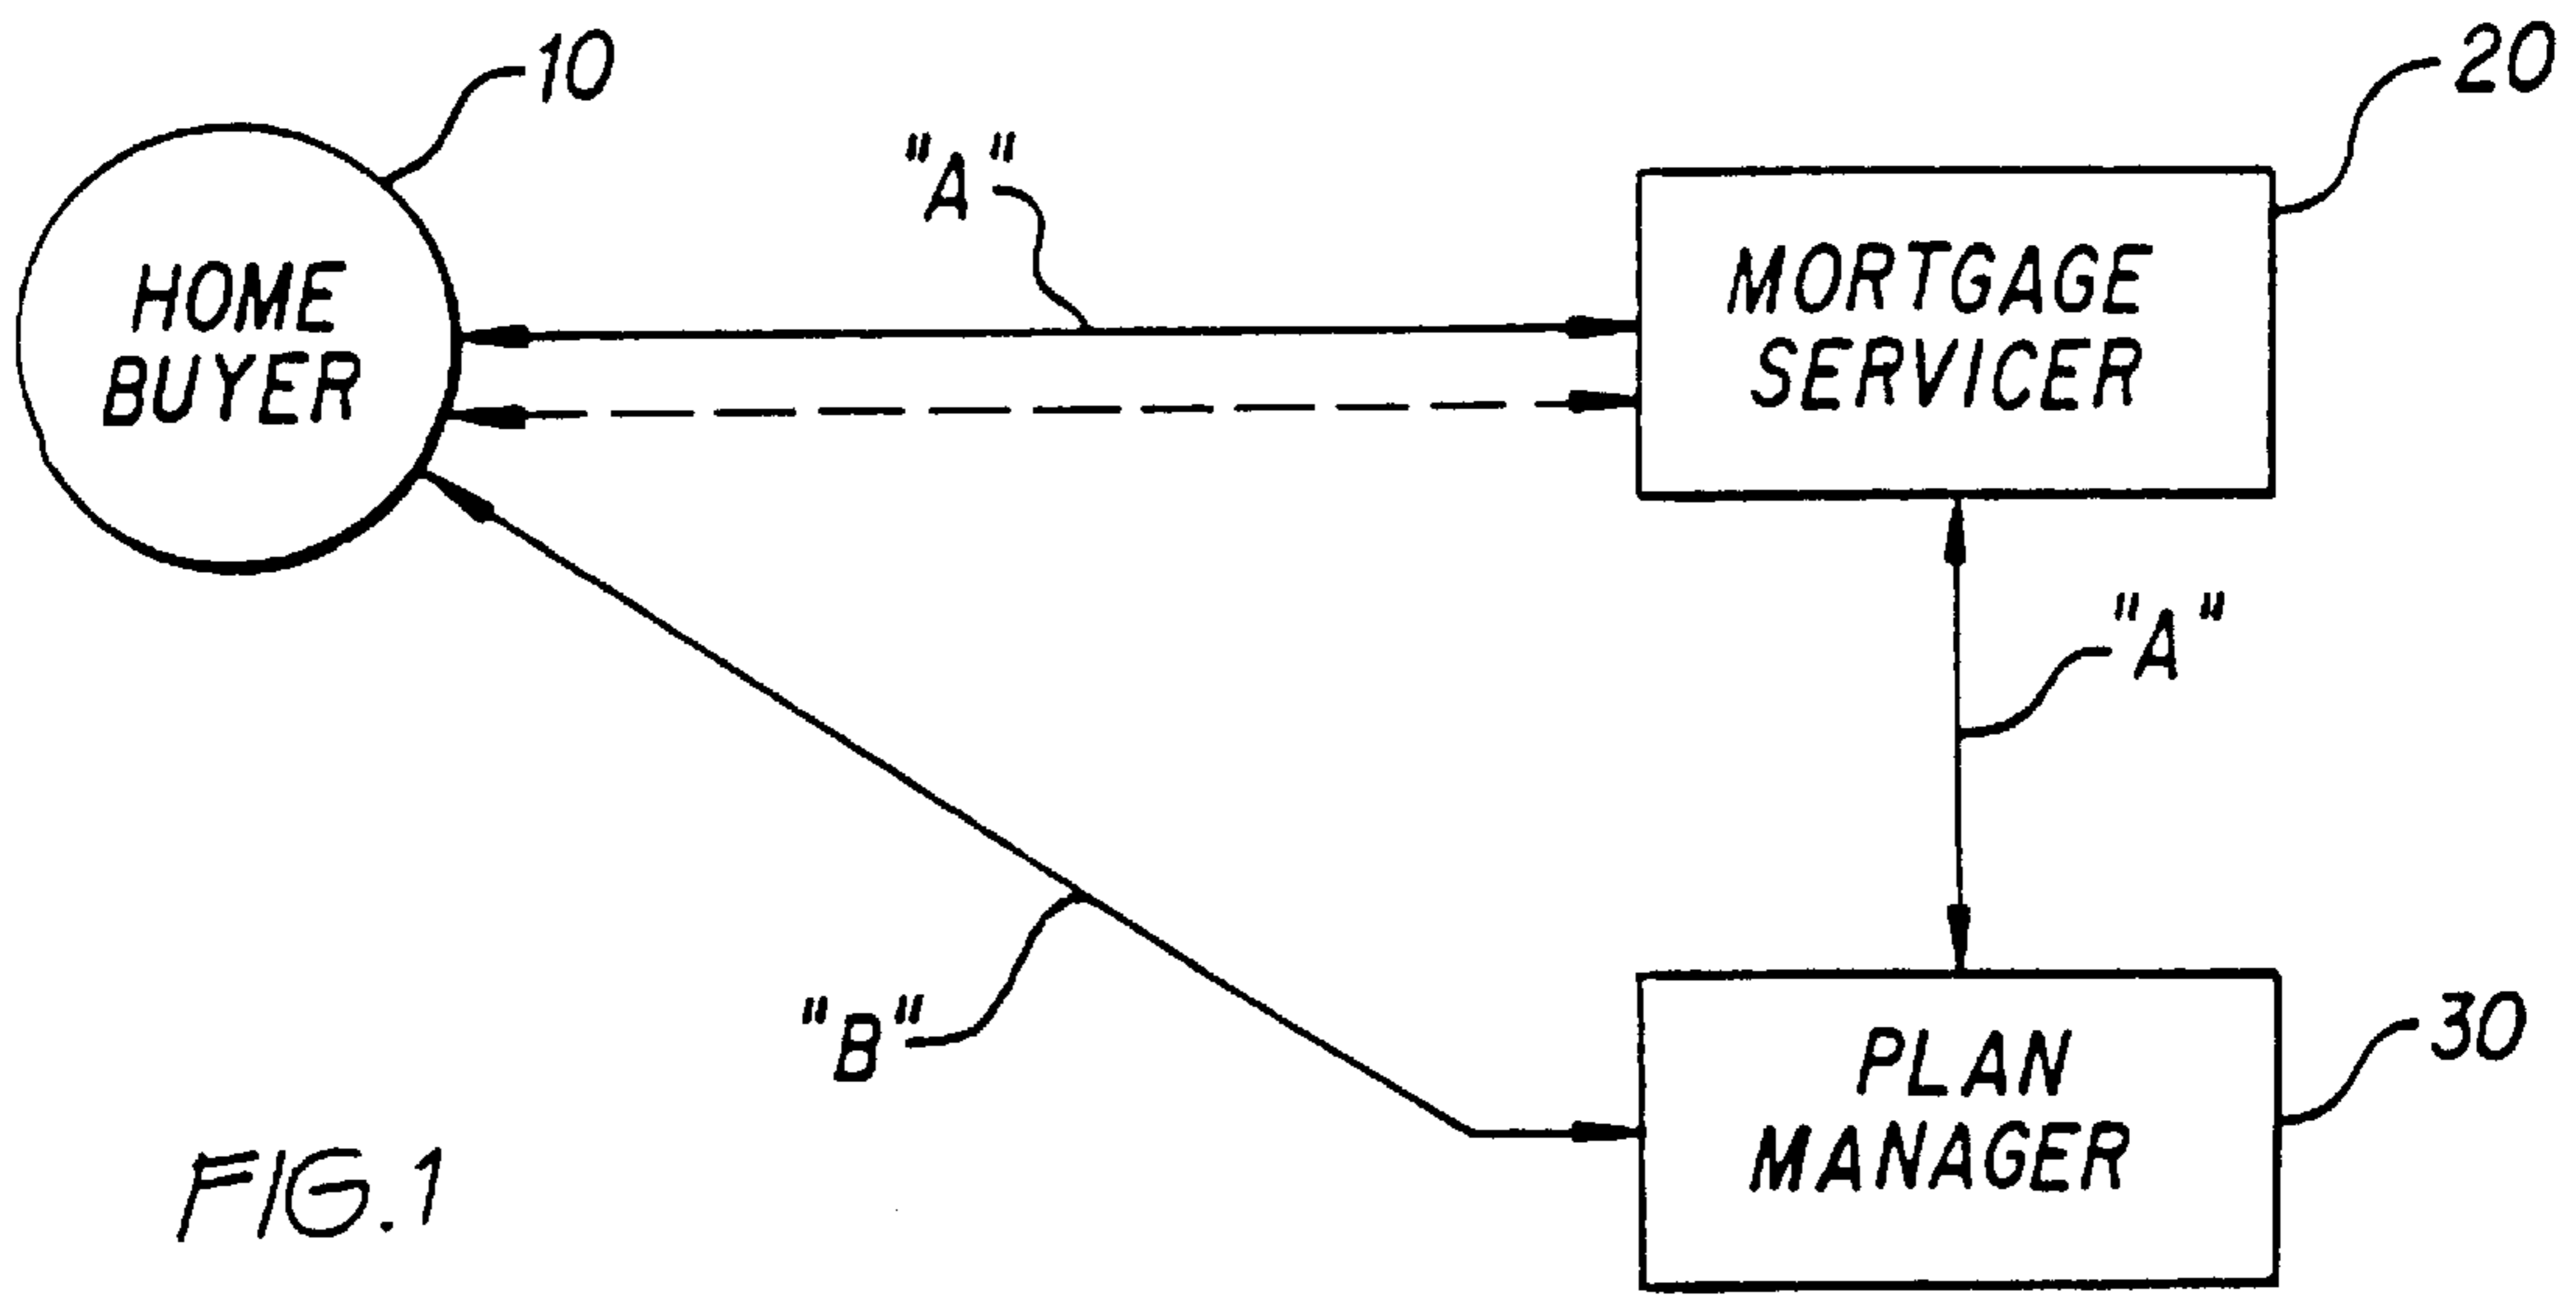 10
20
"A"
HOME
BUYER
MORTGAGE
SERVICER
"A"
"B"
30
PLAN
MANAGER
FIG.1